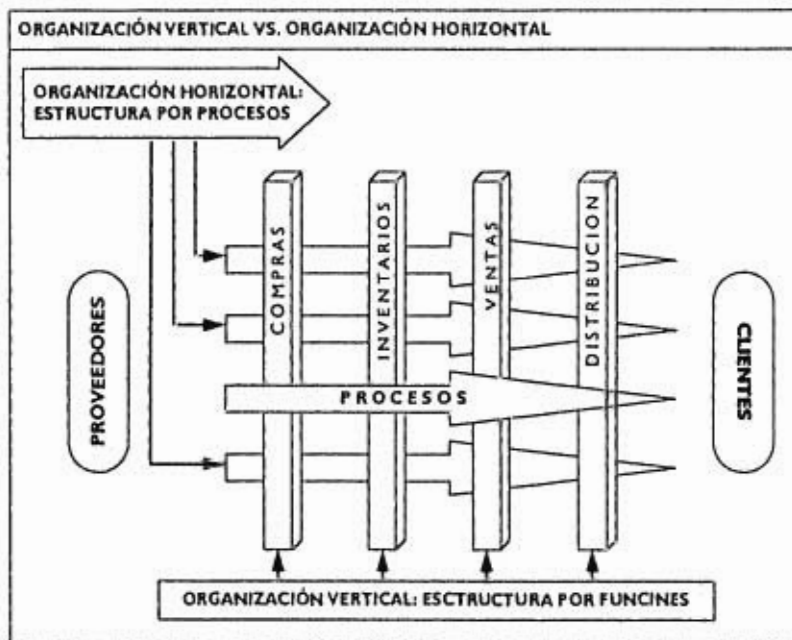 ORGANIZACIÓN VERTICAL VS. ORGANIZACIÓN HORIZONTAL
ORGANIZACIÓN HORIZONTAL:
ESTRUCTURA POR PROCESOS
PROVEEDORES
COMPRAS
INVENTARIOS
VENTAS
DISTRIBUCION
CLIENTES
PROCESOS
ORGANIZACIÓN VERTICAL: ESCTRUCTURA POR FUNCINES